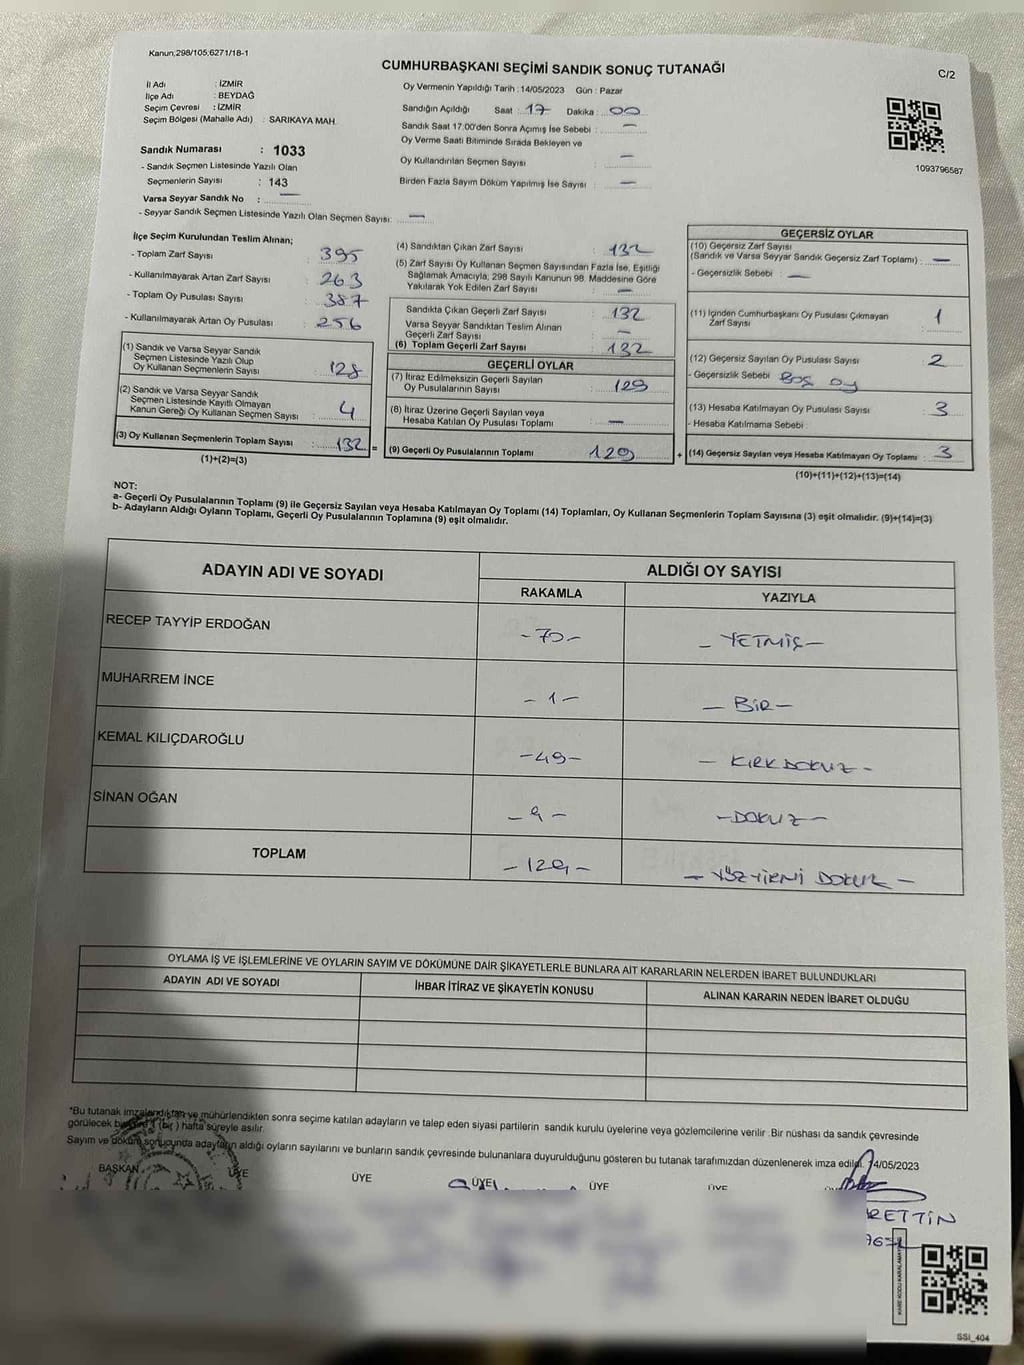 Kanun,298/105;6271/18-1
CUMHURBAŞKANI SEÇİMİ SANDIK SONUÇ TUTANAĞI
C/2
İl Adı : İZMİR
İlçe Adı : BEYDAĞ
Seçim Çevresi : İZMİR
Seçim Bölgesi (Mahalle Adı) : SARIKAYA MAH.
Sandık Numarası : 1033
- Sandık Seçmen Listesinde Yazılı Olan
Seçmenlerin Sayısı : 143
Varsa Seyyar Sandık No : —
- Seyyar Sandık Seçmen Listesinde Yazılı Olan Seçmen Sayısı: —
Oy Vermenin Yapıldığı Tarih : 14/05/2023 Gün : Pazar
Sandığın Açıldığı Saat : 17 Dakika : 00
Sandık Saat 17:00'den Sonra Açımış İse Sebebi : —
Oy Verme Saati Bitiminde Sırada Bekleyen ve
Oy Kullandırılan Seçmen Sayısı : —
Birden Fazla Sayım Döküm Yapılmış İse Sayısı : —
1093796587
İlçe Seçim Kurulundan Teslim Alınan;
- Toplam Zarf Sayısı : 395
- Kullanılmayarak Artan Zarf Sayısı : 263
- Toplam Oy Pusulası Sayısı : 387
- Kullanılmayarak Artan Oy Pusulası : 256
(1) Sandık ve Varsa Seyyar Sandık
Seçmen Listesinde Yazılı Olup
Oy Kullanan Seçmenlerin Sayısı : 128
(2) Sandık ve Varsa Seyyar Sandık
Seçmen Listesinde Kayıtlı Olmayan
Kanun Gereği Oy Kullanan Seçmen Sayısı : 4
(3) Oy Kullanan Seçmenlerin Toplam Sayısı : 132 =
(1)+(2)=(3)
(4) Sandıktan Çıkan Zarf Sayısı : 132
(5) Zarf Sayısı Oy Kullanan Seçmen Sayısından Fazla İse, Eşitliği
Sağlamak Amacıyla, 298 Sayılı Kanunun 98. Maddesine Göre
Yakılarak Yok Edilen Zarf Sayısı : —
Sandıkta Çıkan Geçerli Zarf Sayısı : 132
Varsa Seyyar Sandıktan Teslim Alınan
Geçerli Zarf Sayısı : —
(6) Toplam Geçerli Zarf Sayısı : 132
GEÇERLİ OYLAR
(7) İtiraz Edilmeksizin Geçerli Sayılan
Oy Pusulalarının Sayısı : 129
(8) İtiraz Üzerine Geçerli Sayılan veya
Hesaba Katılan Oy Pusulası Toplamı : —
(9) Geçerli Oy Pusulalarının Toplamı : 129 +
GEÇERSİZ OYLAR
(10) Geçersiz Zarf Sayısı
(Sandık ve Varsa Seyyar Sandık Geçersiz Zarf Toplamı) : —
- Geçersizlik Sebebi : —
(11) İçinden Cumhurbaşkanı Oy Pusulası Çıkmayan
Zarf Sayısı : 1
(12) Geçersiz Sayılan Oy Pusulası Sayısı : 2
- Geçersizlik Sebebi Boş oy
(13) Hesaba Katılmayan Oy Pusulası Sayısı : 3
- Hesaba Katılmama Sebebi :
(14) Geçersiz Sayılan veya Hesaba Katılmayan Oy Toplamı : 3
(10)+(11)+(12)+(13)=(14)
NOT:
a- Geçerli Oy Pusulalarının Toplamı (9) ile Geçersiz Sayılan veya Hesaba Katılmayan Oy Toplamı (14) Toplamları, Oy Kullanan Seçmenlerin Toplam Sayısına (3) eşit olmalıdır. (9)+(14)=(3)
b- Adayların Aldığı Oyların Toplamı, Geçerli Oy Pusulalarının Toplamına (9) eşit olmalıdır.
ADAYIN ADI VE SOYADI
ALDIĞI OY SAYISI
RAKAMLA YAZIYLA
RECEP TAYYİP ERDOĞAN -70- - YETMİŞ -
MUHARREM İNCE - 1 - - BİR -
KEMAL KILIÇDAROĞLU -49- - KIRKDOKUZ -
SİNAN OĞAN - 9 - - DOKUZ -
TOPLAM - 129 - - YÜZYİRMİ DOKUZ -
OYLAMA İŞ VE İŞLEMLERİNE VE OYLARIN SAYIM VE DÖKÜMÜNE DAİR ŞİKAYETLERLE BUNLARA AİT KARARLARIN NELERDEN İBARET BULUNDUKLARI
ADAYIN ADI VE SOYADI İHBAR İTİRAZ VE ŞİKAYETİN KONUSU ALINAN KARARIN NEDEN İBARET OLDUĞU
*Bu tutanak imzalandıktan ve mühürlendikten sonra seçime katılan adayların ve talep eden siyasi partilerin sandık kurulu üyelerine veya gözlemcilerine verilir .Bir nüshası da sandık çevresinde
görülecek bir yere 1 (bir ) hafta süreyle asılır.
Sayım ve döküm sonucunda adayların aldığı oyların sayılarını ve bunların sandık çevresinde bulunanlara duyurulduğunu gösteren bu tutanak tarafımızdan düzenlenerek imza edildi. 14/05/2023
BAŞKAN ÜYE ÜYE ÜYE ÜYE ÜYE
RETTİN
KARE KODU KARALAMAYINIZ
SSİ_404